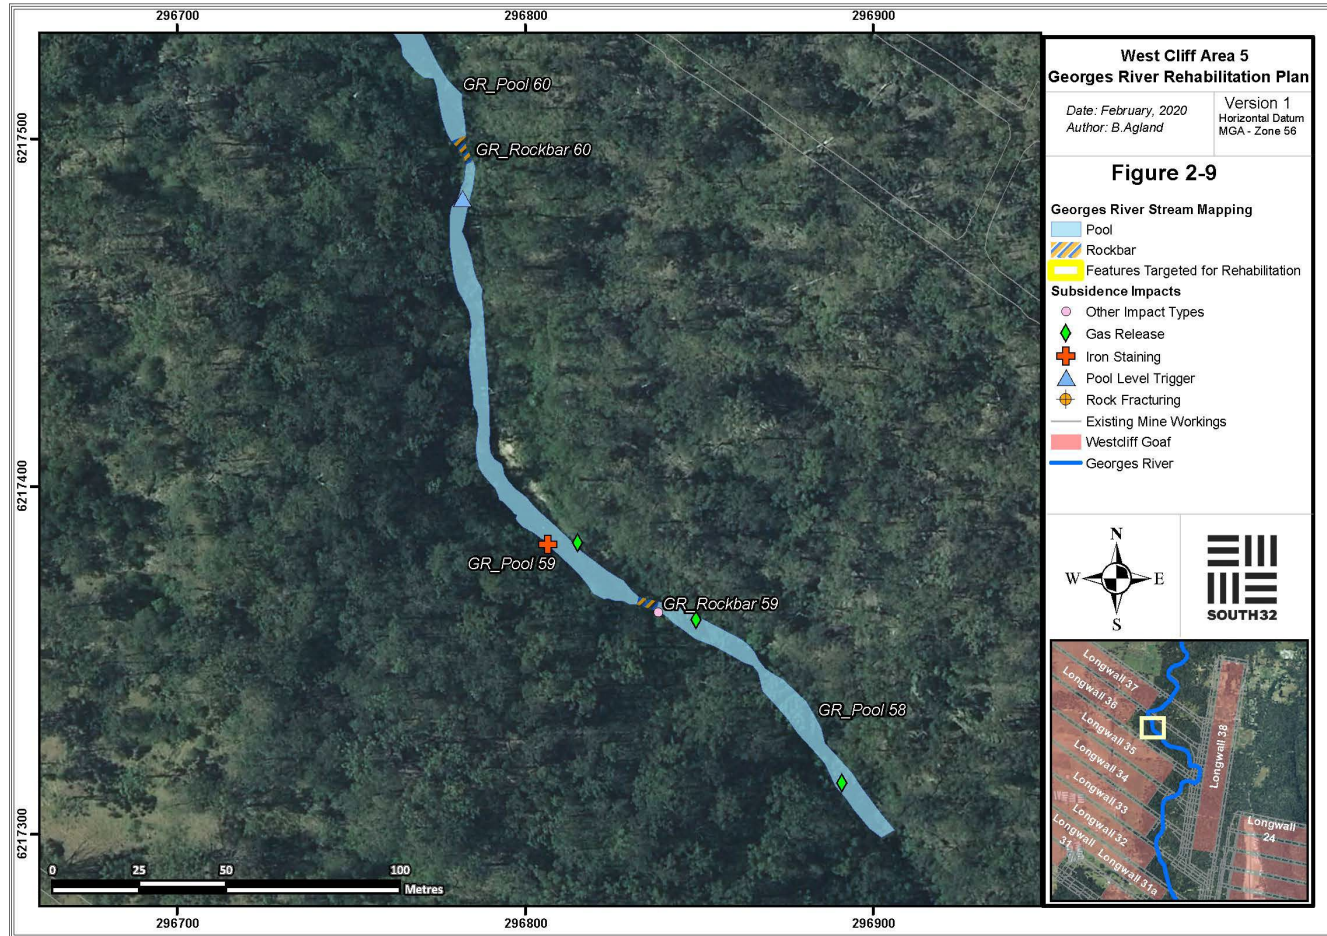 296700
296800
296900
6217500
6217400
6217300
GR_Pool 60
GR_Rockbar 60
GR_Pool 59
GR_Rockbar 59
GR_Pool 58
0
25
50
100
Metres
296700
296800
296900
West Cliff Area 5
Georges River Rehabilitation Plan
Date: February, 2020
Author: B.Agland
Version 1
Horizontal Datum
MGA - Zone 56
Figure 2-9
Georges River Stream Mapping
Pool
Rockbar
Features Targeted for Rehabilitation
Subsidence Impacts
Other Impact Types
Gas Release
Iron Staining
Pool Level Trigger
Rock Fracturing
Existing Mine Workings
Westcliff Goaf
Georges River
N
W
E
S
SOUTH32
Longwall 37
Longwall 36
Longwall 35
Longwall 34
Longwall 33
Longwall 32
Longwall
31
Longwall 31a
Longwall 38
Longwall
24